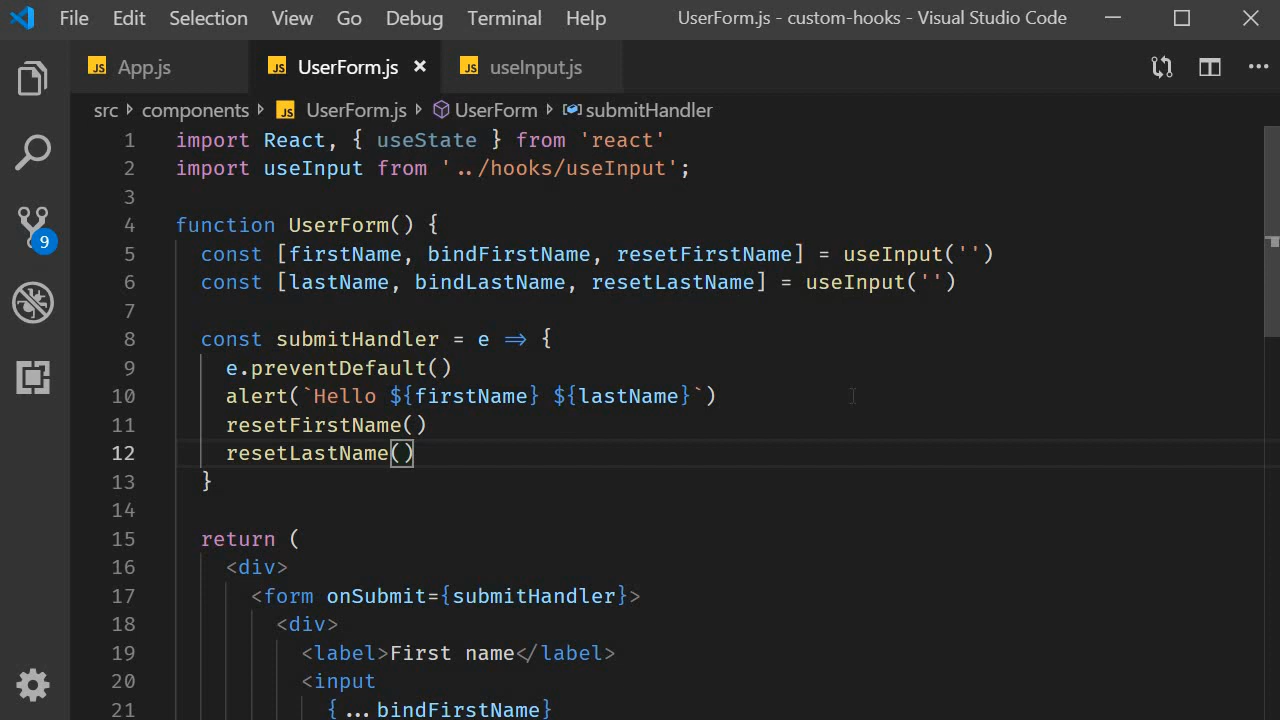 File Edit Selection View Go Debug Terminal Help UserForm.js - custom-hooks - Visual Studio Code
JS App.js JS UserForm.js × JS useInput.js
src components JS UserForm.js UserForm submitHandler
1 import React, { useState } from 'react'
2 import useInput from '../hooks/useInput';
3
4 function UserForm() {
5 const [firstName, bindFirstName, resetFirstName] = useInput('')
6 const [lastName, bindLastName, resetLastName] = useInput('')
7
8 const submitHandler = e => {
9 e.preventDefault()
10 alert(`Hello ${firstName} ${lastName}`)
11 resetFirstName()
12 resetLastName()
13 }
14
15 return (
16 <div>
17 <form onSubmit={submitHandler}>
18 <div>
19 <label>First name</label>
20 <input
21 {...bindFirstName}
9